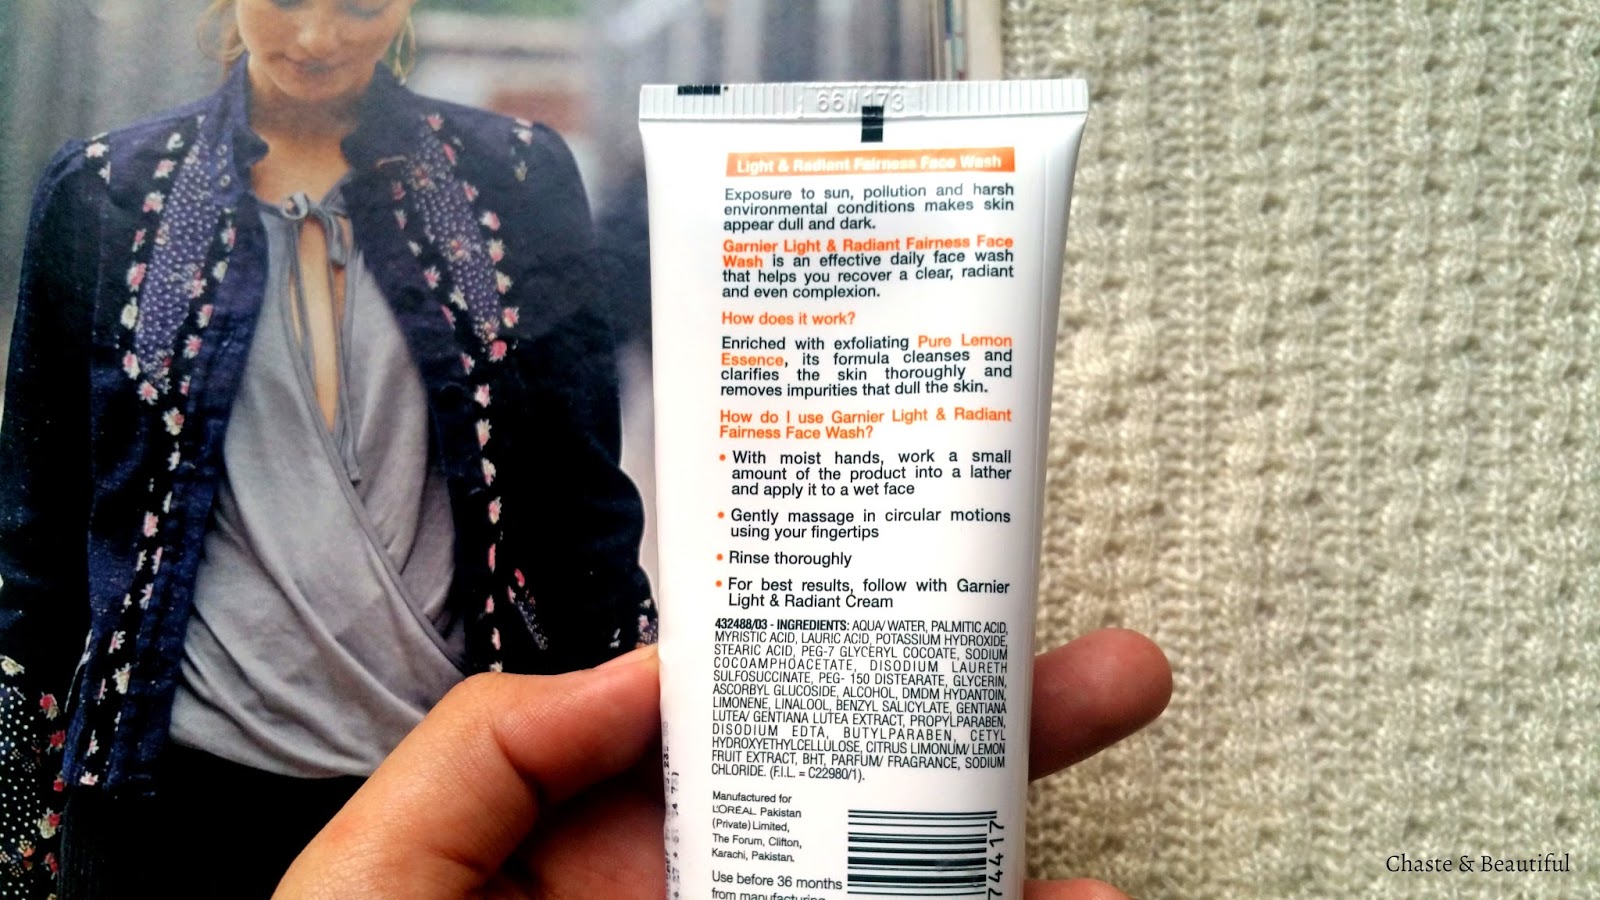 66 173
Light & Radiant Fairness Face Wash
Exposure to sun, pollution and harsh
environmental conditions makes skin
appear dull and dark.
Garnier Light & Radiant Fairness Face
Wash is an effective daily face wash
that helps you recover a clear, radiant
and even complexion.
How does it work?
Enriched with exfoliating Pure Lemon
Essence, its formula cleanses and
clarifies the skin thoroughly and
removes impurities that dull the skin.
How do I use Garnier Light & Radiant
Fairness Face Wash?
• With moist hands, work a small
amount of the product into a lather
and apply it to a wet face
• Gently massage in circular motions
using your fingertips
• Rinse thoroughly
• For best results, follow with Garnier
Light & Radiant Cream
432488/03 - INGREDIENTS: AQUA/ WATER, PALMITIC ACID,
MYRISTIC ACID, LAURIC ACID, POTASSIUM HYDROXIDE,
STEARIC ACID, PEG-7 GLYCERYL COCOATE, SODIUM
COCOAMPHOACETATE, DISODIUM LAURETH
SULFOSUCCINATE, PEG- 150 DISTEARATE, GLYCERIN,
ASCORBYL GLUCOSIDE, ALCOHOL, DMDM HYDANTOIN,
LIMONENE, LINALOOL, BENZYL SALICYLATE, GENTIANA
LUTEA/ GENTIANA LUTEA EXTRACT, PROPYLPARABEN,
DISODIUM EDTA, BUTYLPARABEN, CETYL
HYDROXYETHYLCELLULOSE, CITRUS LIMONUM/ LEMON
FRUIT EXTRACT, BHT, PARFUM/ FRAGRANCE, SODIUM
CHLORIDE. (F.I.L. = C22980/1).
Manufactured for
L'ORÉAL Pakistan
(Private) Limited,
The Forum, Clifton,
Karachi, Pakistan.
Use before 36 months
from manufacturing
74417
Chaste & Beautiful